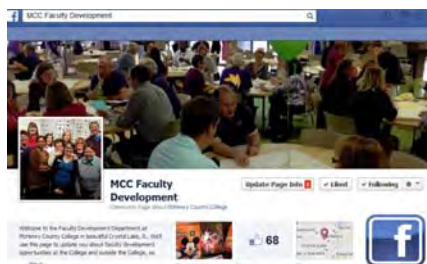 MCC Faculty Development
MCC Faculty
Development
Update Page Info
✓ Liked
✓ Following
Community Page about McHenry County College
68
Welcome to the Faculty Development Department at
McHenry County College in beautiful Crystal Lake, IL. We'll
use this page to update you about faculty development
opportunities at the College and outside the College, as